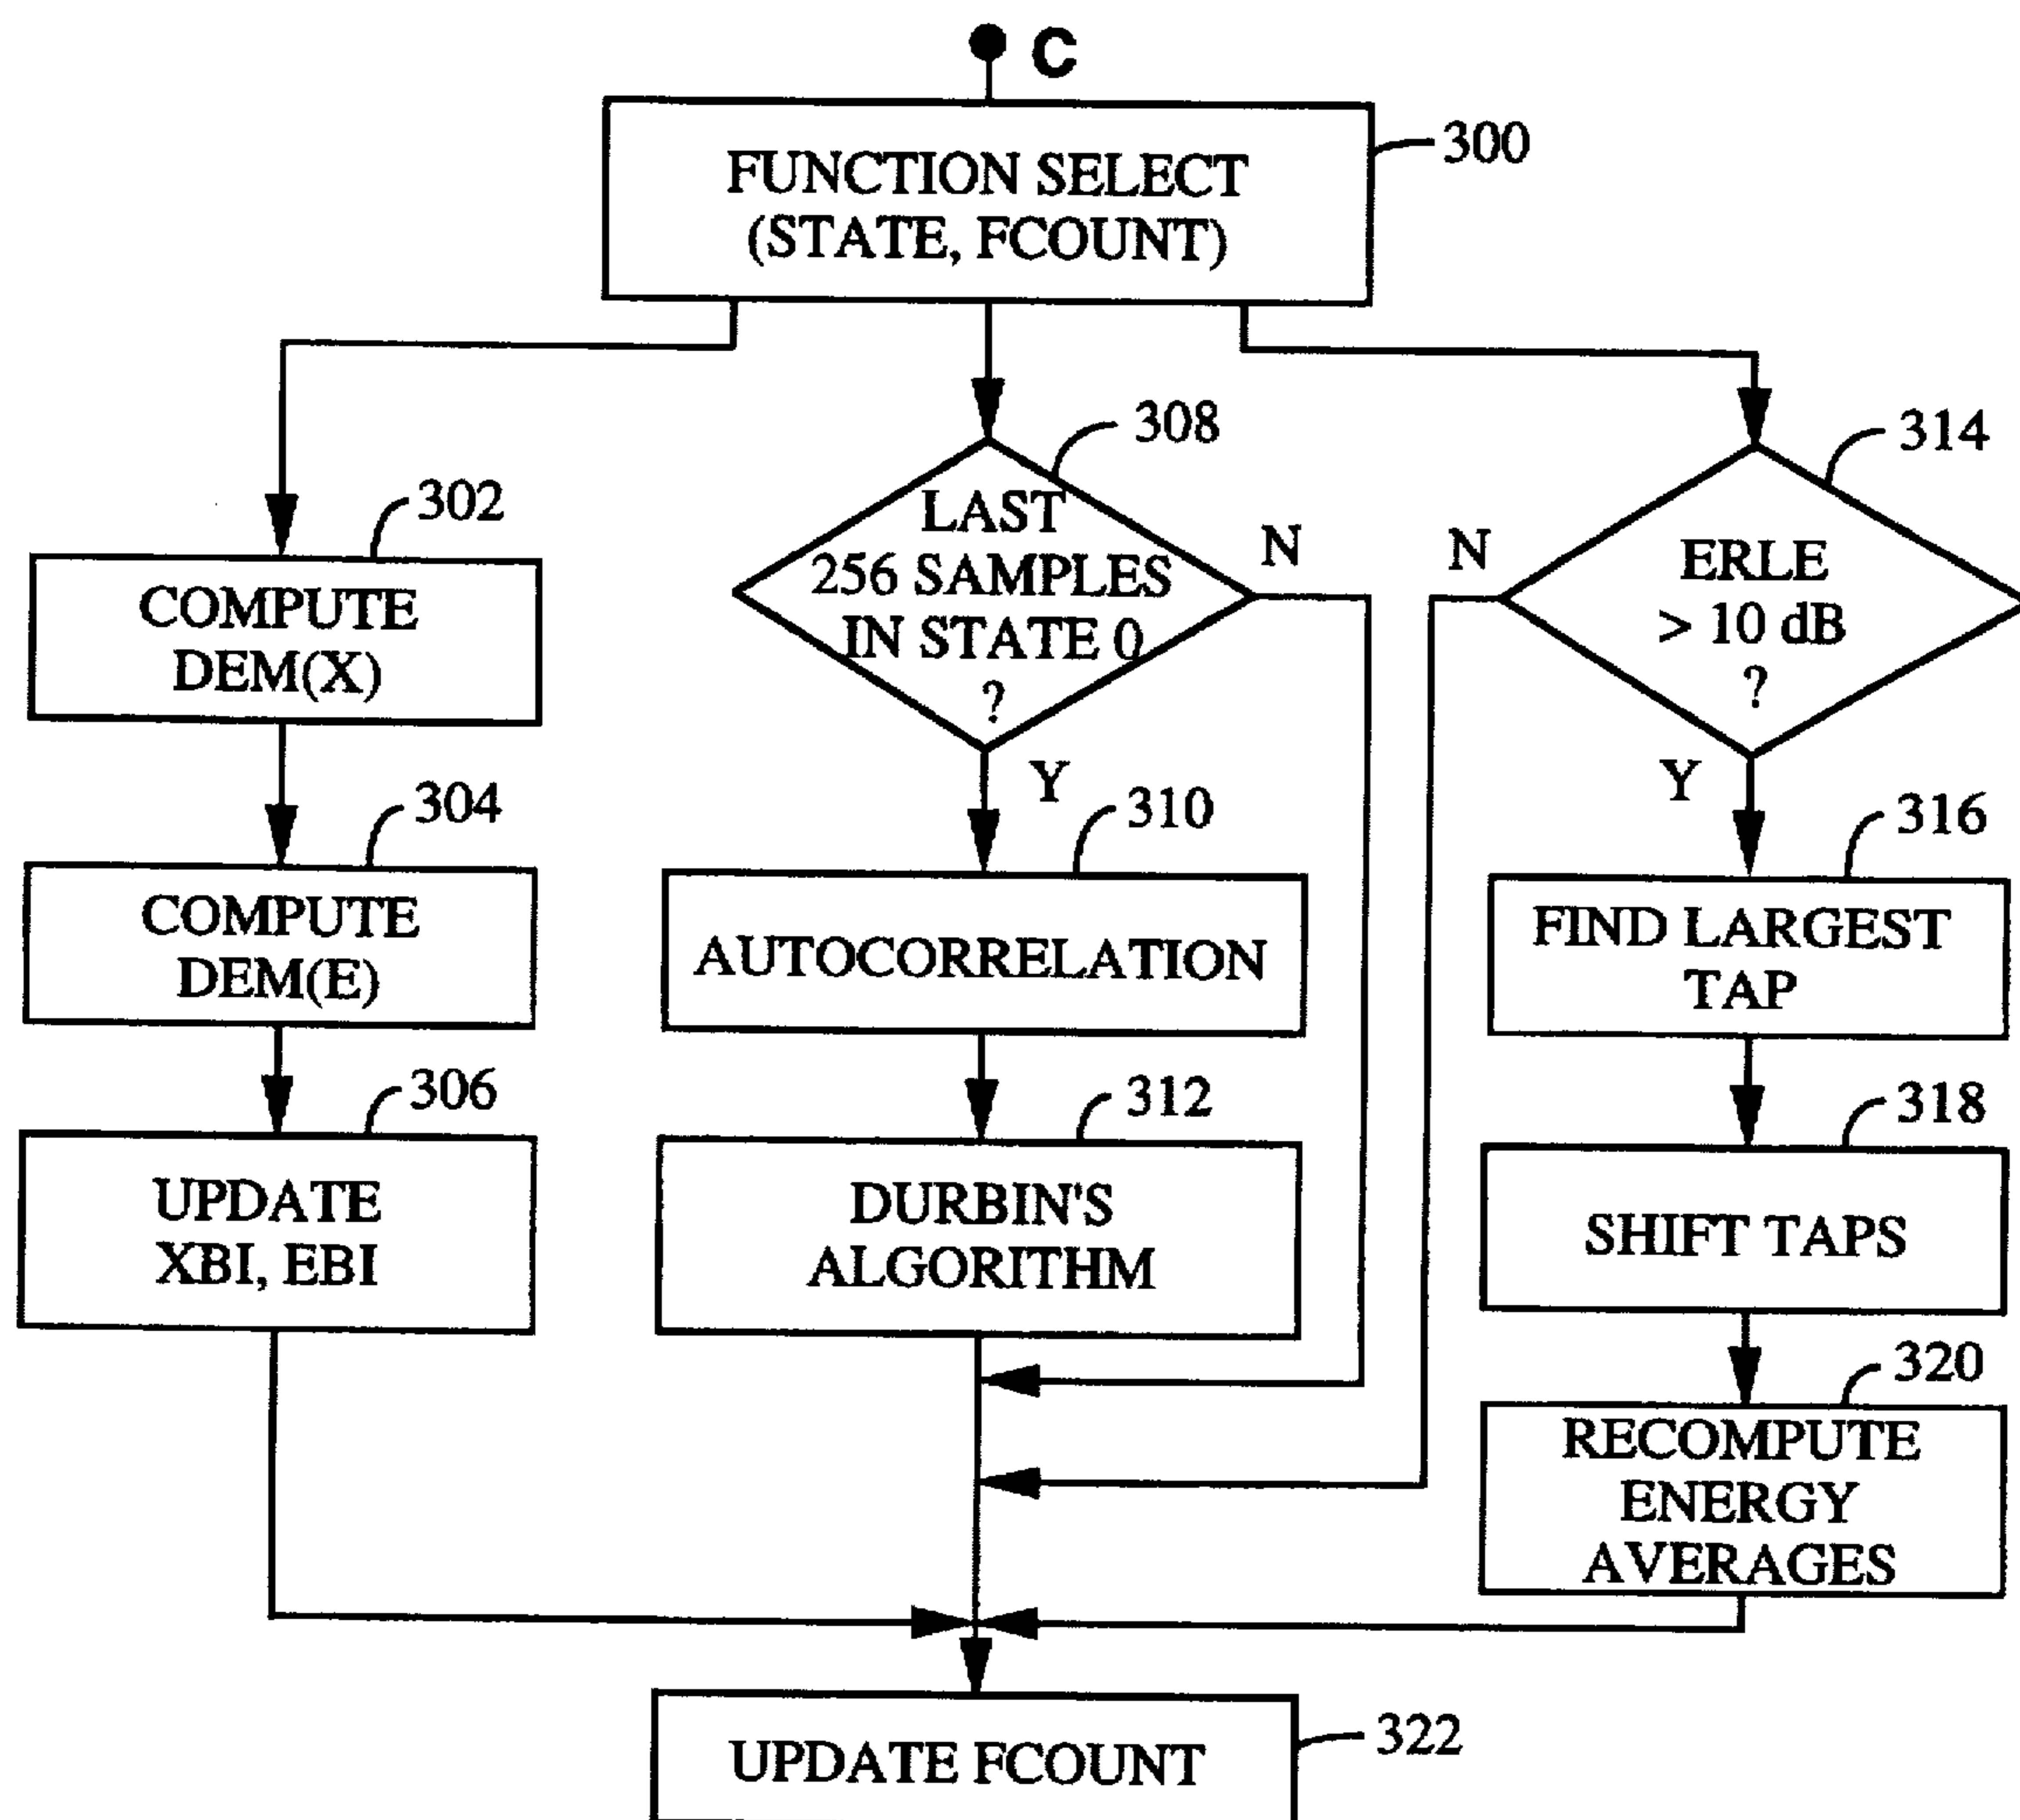 C
FUNCTION SELECT
(STATE, FCOUNT)
300
302
COMPUTE
DEM(X)
304
COMPUTE
DEM(E)
306
UPDATE
XBI, EBI
308
LAST
256 SAMPLES
IN STATE 0
?
N
Y
310
AUTOCORRELATION
312
DURBIN'S
ALGORITHM
314
ERLE
> 10 dB
?
N
Y
316
FIND LARGEST
TAP
318
SHIFT TAPS
320
RECOMPUTE
ENERGY
AVERAGES
UPDATE FCOUNT
322